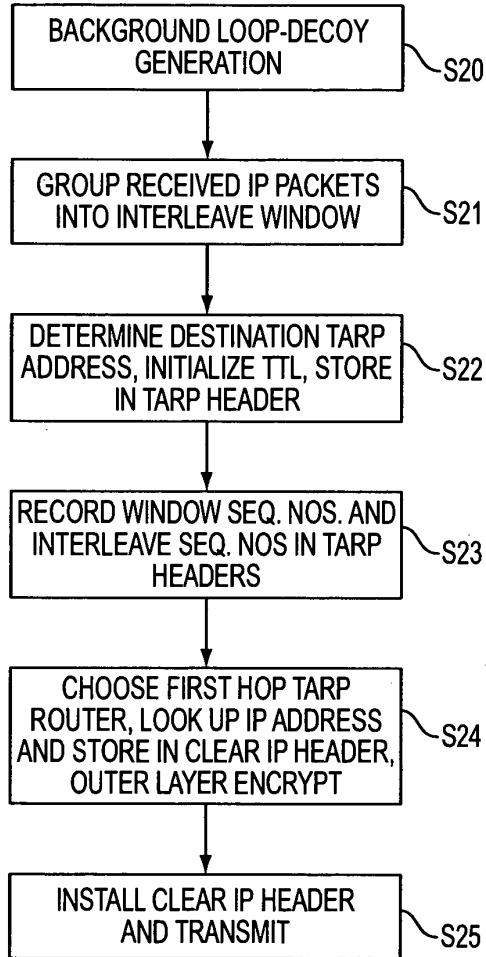 BACKGROUND LOOP-DECOY
GENERATION
S20
GROUP RECEIVED IP PACKETS
INTO INTERLEAVE WINDOW
S21
DETERMINE DESTINATION TARP
ADDRESS, INITIALIZE TTL, STORE
IN TARP HEADER
S22
RECORD WINDOW SEQ. NOS. AND
INTERLEAVE SEQ. NOS IN TARP
HEADERS
S23
CHOOSE FIRST HOP TARP
ROUTER, LOOK UP IP ADDRESS
AND STORE IN CLEAR IP HEADER,
OUTER LAYER ENCRYPT
S24
INSTALL CLEAR IP HEADER
AND TRANSMIT
S25